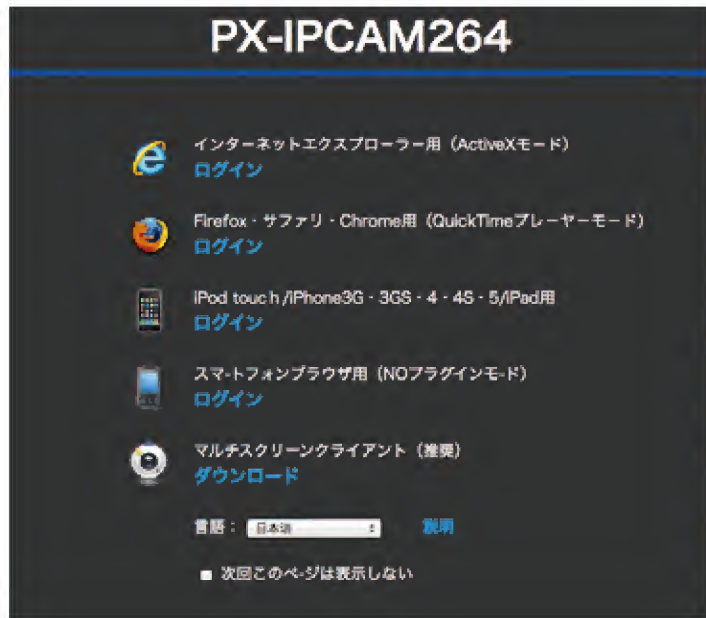 PX-IPCAM264
インターネットエクスプローラー用（ActiveXモード）
ログイン
Firefox・サファリ・Chrome用（QuickTimeプレーヤーモード）
ログイン
iPod touch/iPhone3G・3GS・4・4S・5/iPad用
ログイン
スマートフォンブラウザ用（NOプラグインモード）
ログイン
マルチスクリーンクライアント（推奨）
ダウンロード
言語： 日本語 説明
次回このページは表示しない